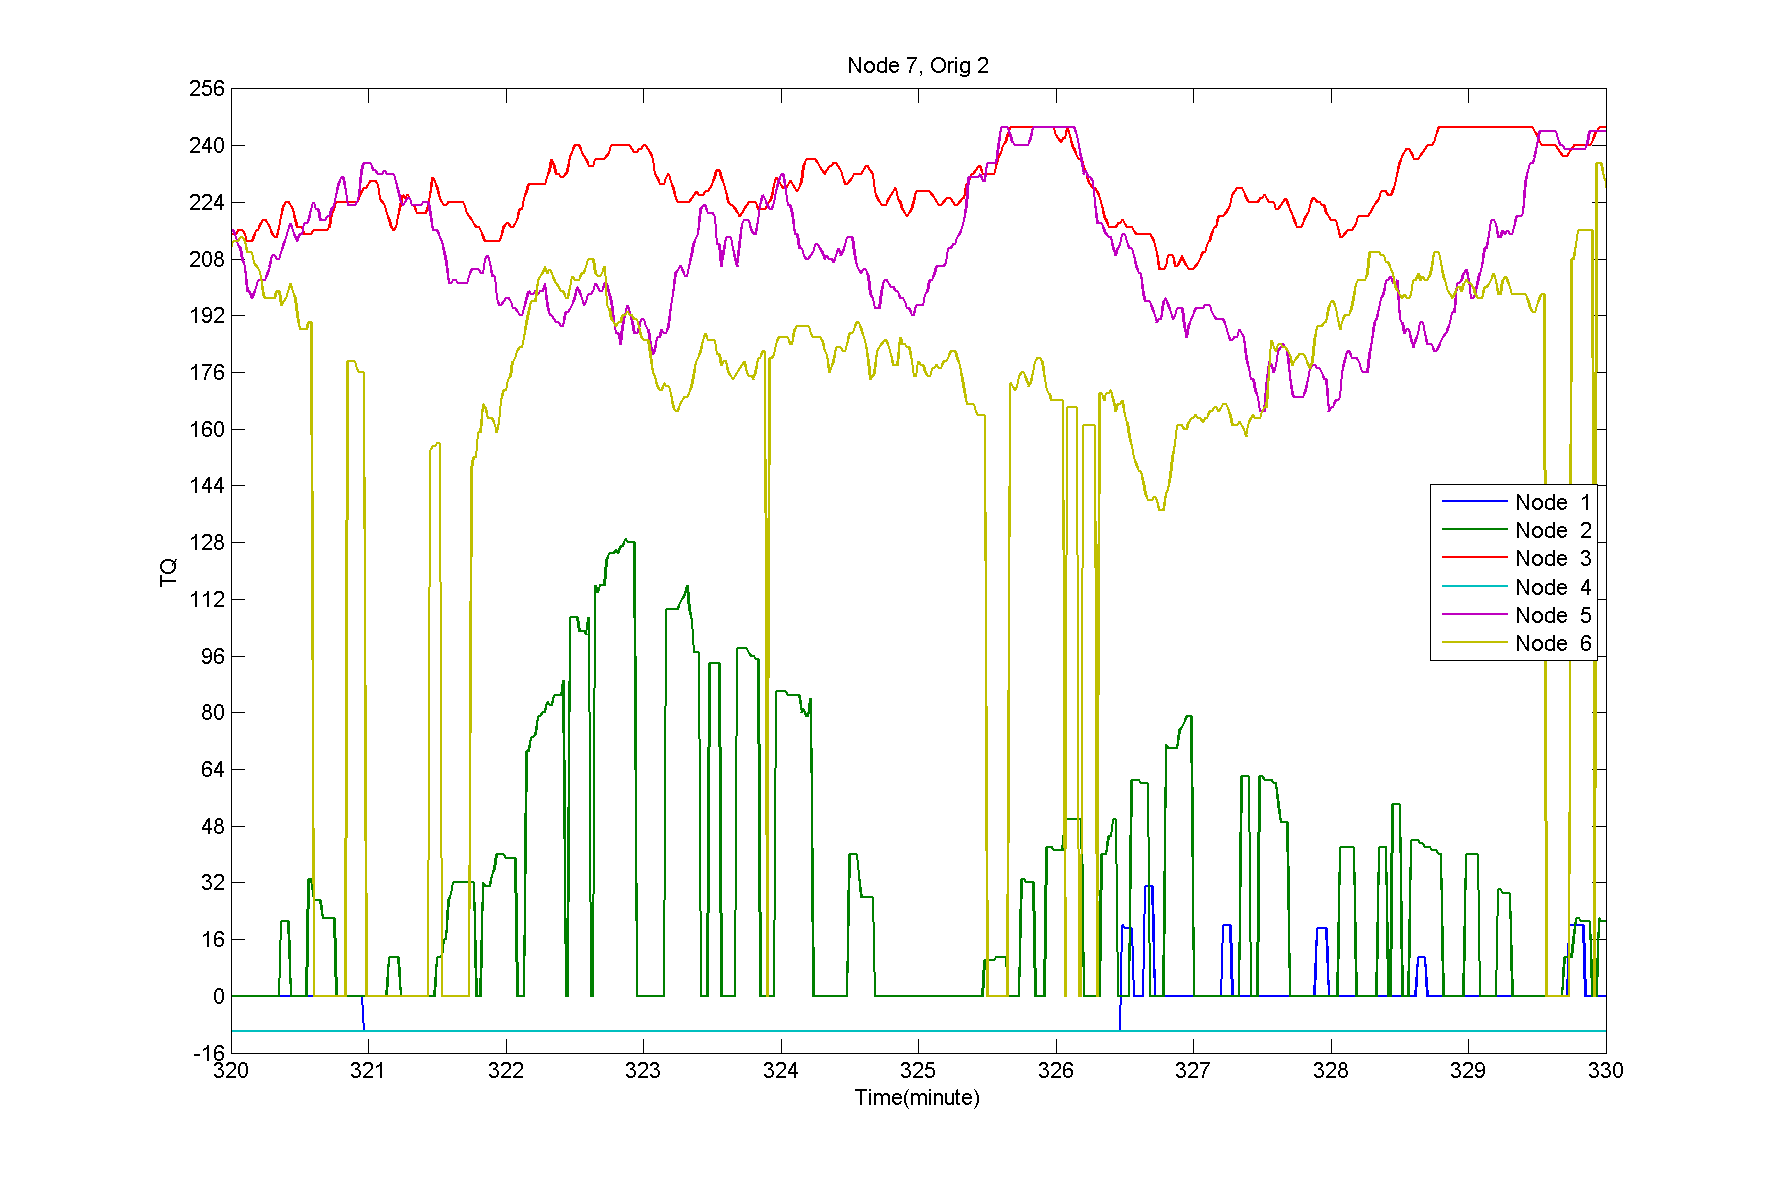 Node 7, Orig 2
256
240
224
208
192
176
160
144
128
112
96
80
64
48
32
16
0
-16
TQ
320 321 322 323 324 325 326 327 328 329 330
Time(minute)
Node 1
Node 2
Node 3
Node 4
Node 5
Node 6